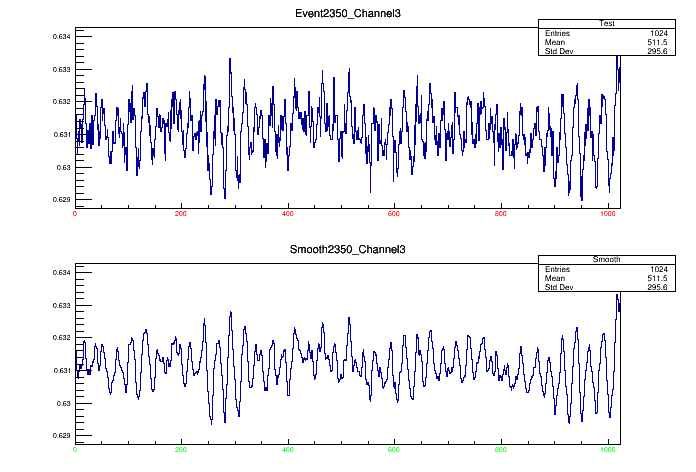 Event2350_Channel3
Test
Entries 1024
Mean 511.5
Std Dev 295.6
0.634
0.633
0.632
0.631
0.63
0.629
0 200 400 600 800 1000
Smooth2350_Channel3
Smooth
Entries 1024
Mean 511.5
Std Dev 295.6
0.634
0.633
0.632
0.631
0.63
0.629
0 200 400 600 800 1000